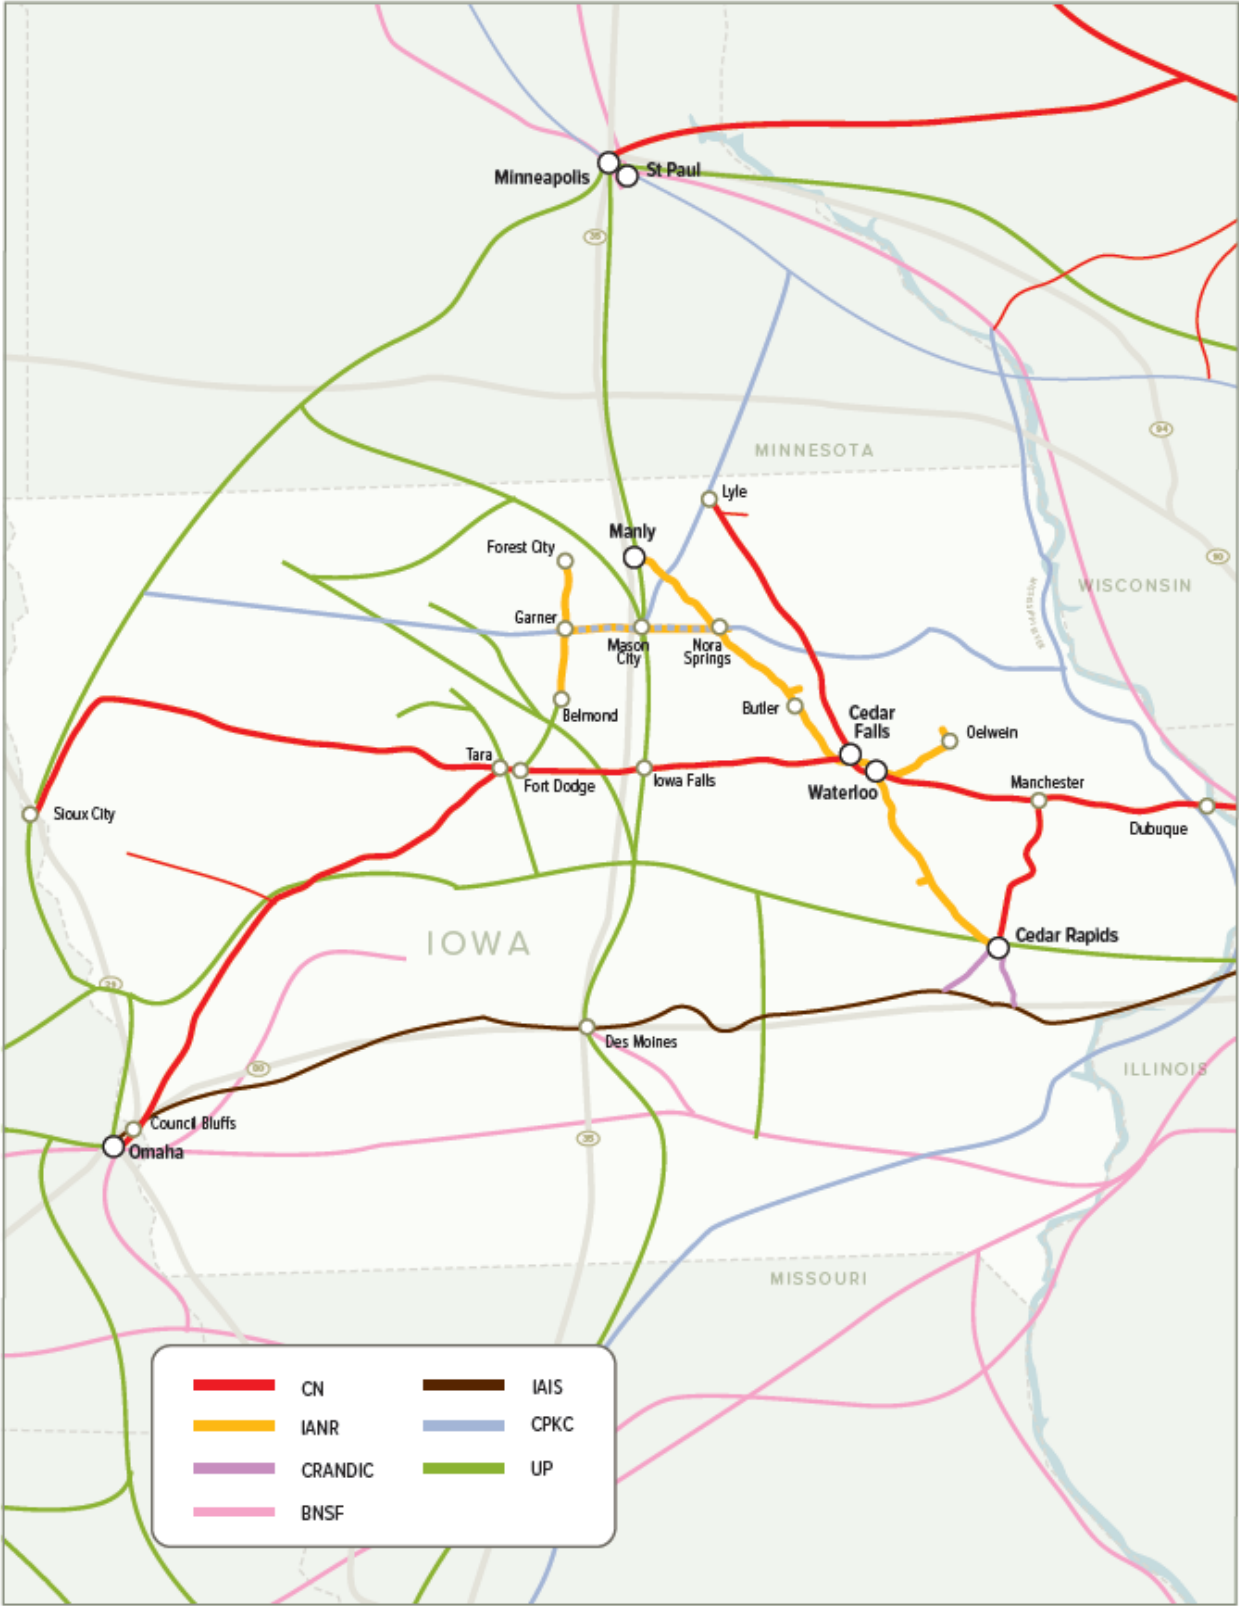 Minneapolis
St Paul
35
94
MINNESOTA
Lyle
Manly
Forest City
90
WISCONSIN
MISSISSIPPI RIVER
Garner
Mason
City
Nora
Springs
Belmond
Butler
Cedar
Falls
Oelwein
Tara
Fort Dodge
Iowa Falls
Waterloo
Manchester
Sioux City
Dubuque
IOWA
Cedar Rapids
29
Des Moines
80
ILLINOIS
Council Bluffs
Omaha
35
MISSOURI
CN
IAIS
IANR
CPKC
CRANDIC
UP
BNSF